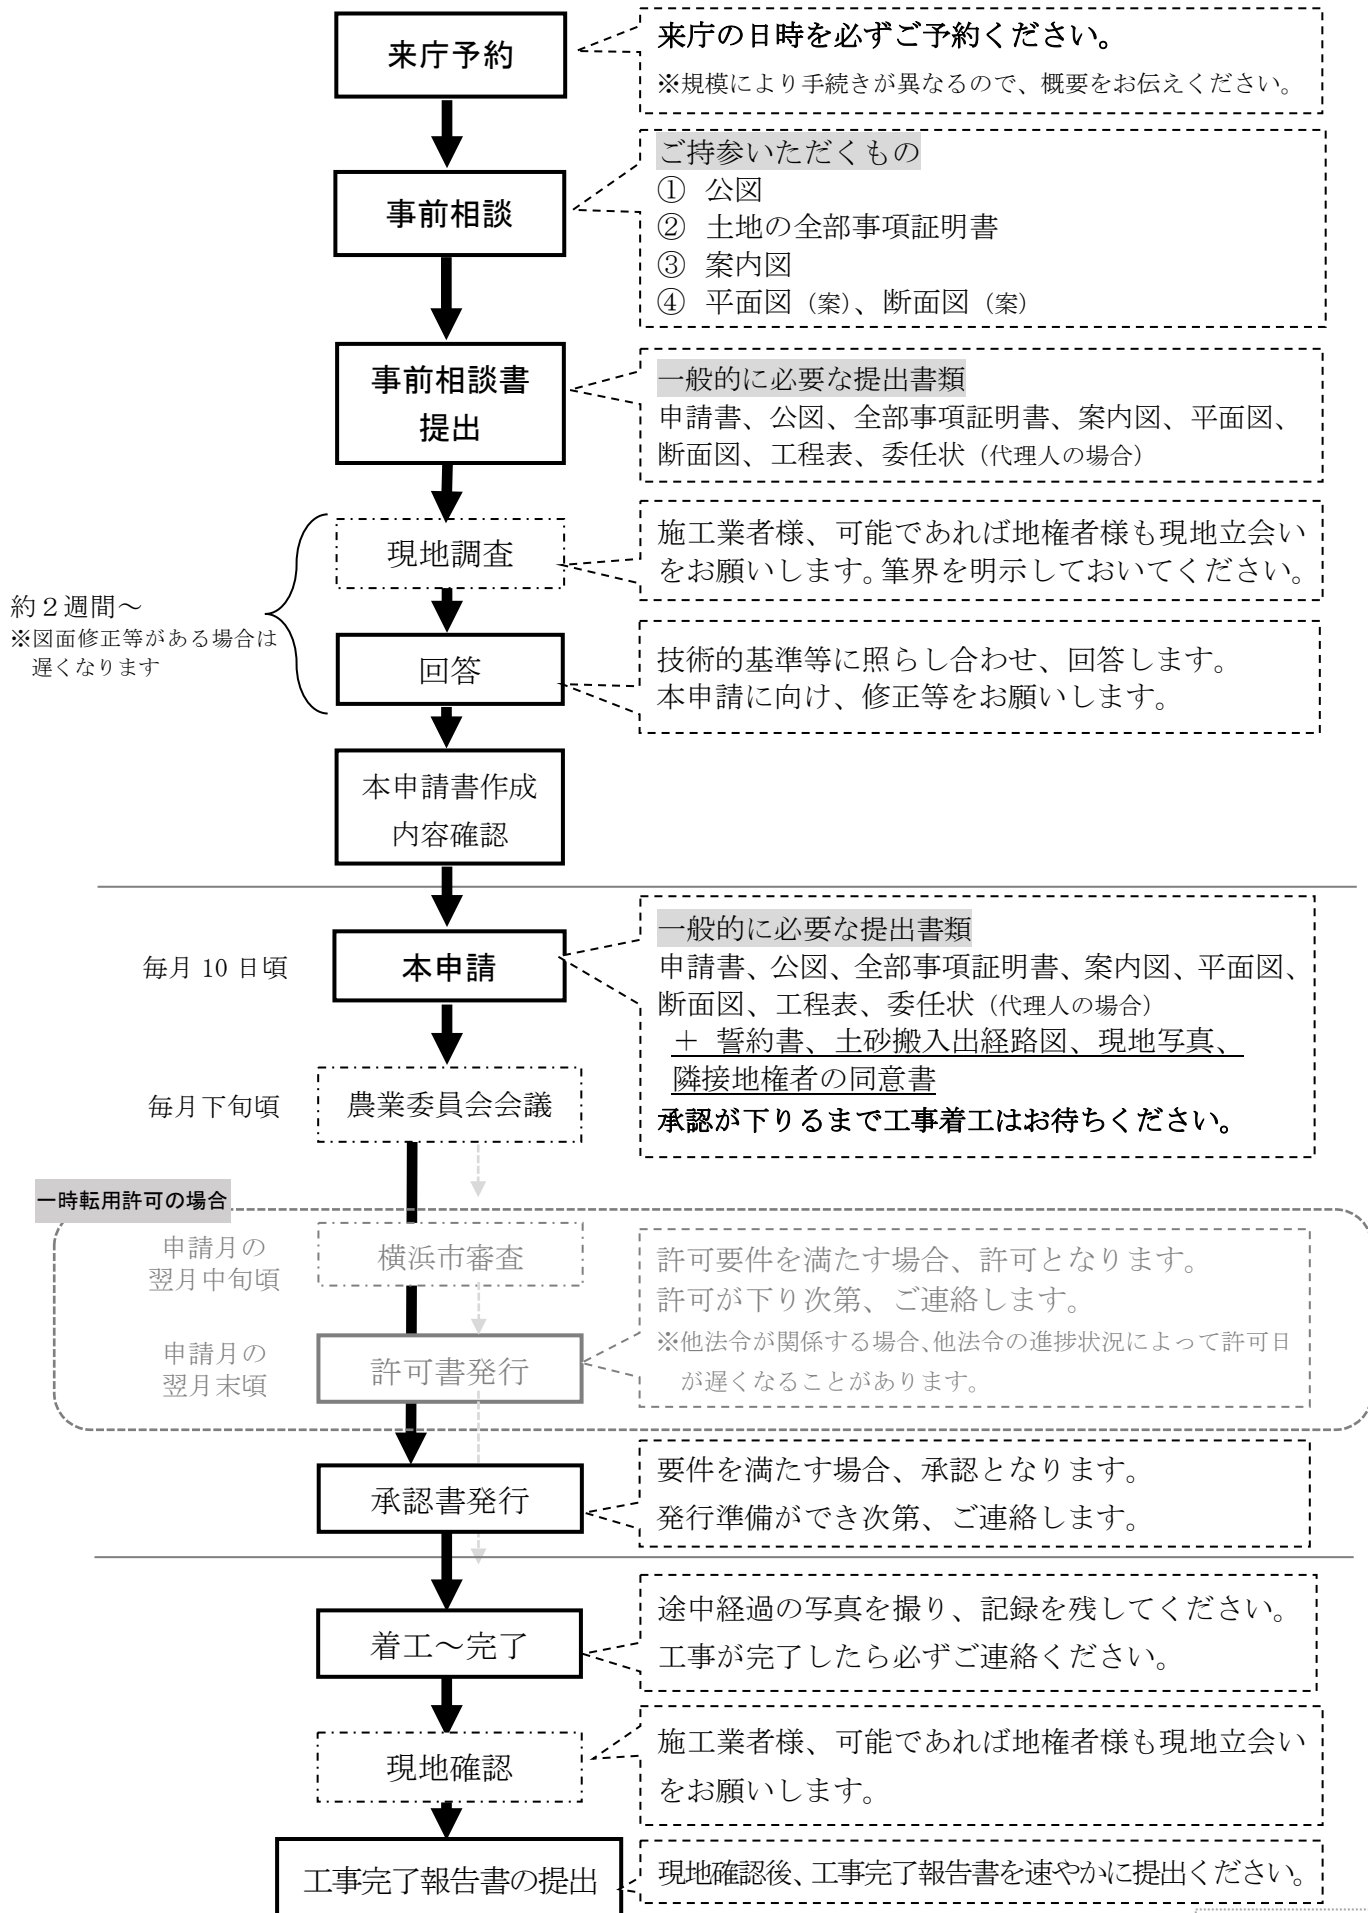 来庁予約
来庁の日時を必ずご予約ください。
※規模により手続きが異なるので、概要をお伝えください。
事前相談
ご持参いただくもの
① 公図
② 土地の全部事項証明書
③ 案内図
④ 平面図（案）、断面図（案）
事前相談書
提出
一般的に必要な提出書類
申請書、公図、全部事項証明書、案内図、平面図、
断面図、工程表、委任状（代理人の場合）
現地調査
施工業者様、可能であれば地権者様も現地立会い
をお願いします。筆界を明示しておいてください。
約２週間～
※図面修正等がある場合は
遅くなります
回答
技術的基準等に照らし合わせ、回答します。
本申請に向け、修正等をお願いします。
本申請書作成
内容確認
毎月 10 日頃
本申請
一般的に必要な提出書類
申請書、公図、全部事項証明書、案内図、平面図、
断面図、工程表、委任状（代理人の場合）
＋ 誓約書、土砂搬入出経路図、現地写真、
隣接地権者の同意書
承認が下りるまで工事着工はお待ちください。
毎月下旬頃
農業委員会会議
一時転用許可の場合
申請月の
翌月中旬頃
横浜市審査
許可要件を満たす場合、許可となります。
許可が下り次第、ご連絡します。
※他法令が関係する場合、他法令の進捗状況によって許可日
が遅くなることがあります。
申請月の
翌月末頃
許可書発行
承認書発行
要件を満たす場合、承認となります。
発行準備ができ次第、ご連絡します。
着工～完了
途中経過の写真を撮り、記録を残してください。
工事が完了したら必ずご連絡ください。
現地確認
施工業者様、可能であれば地権者様も現地立会い
をお願いします。
工事完了報告書の提出
現地確認後、工事完了報告書を速やかに提出ください。